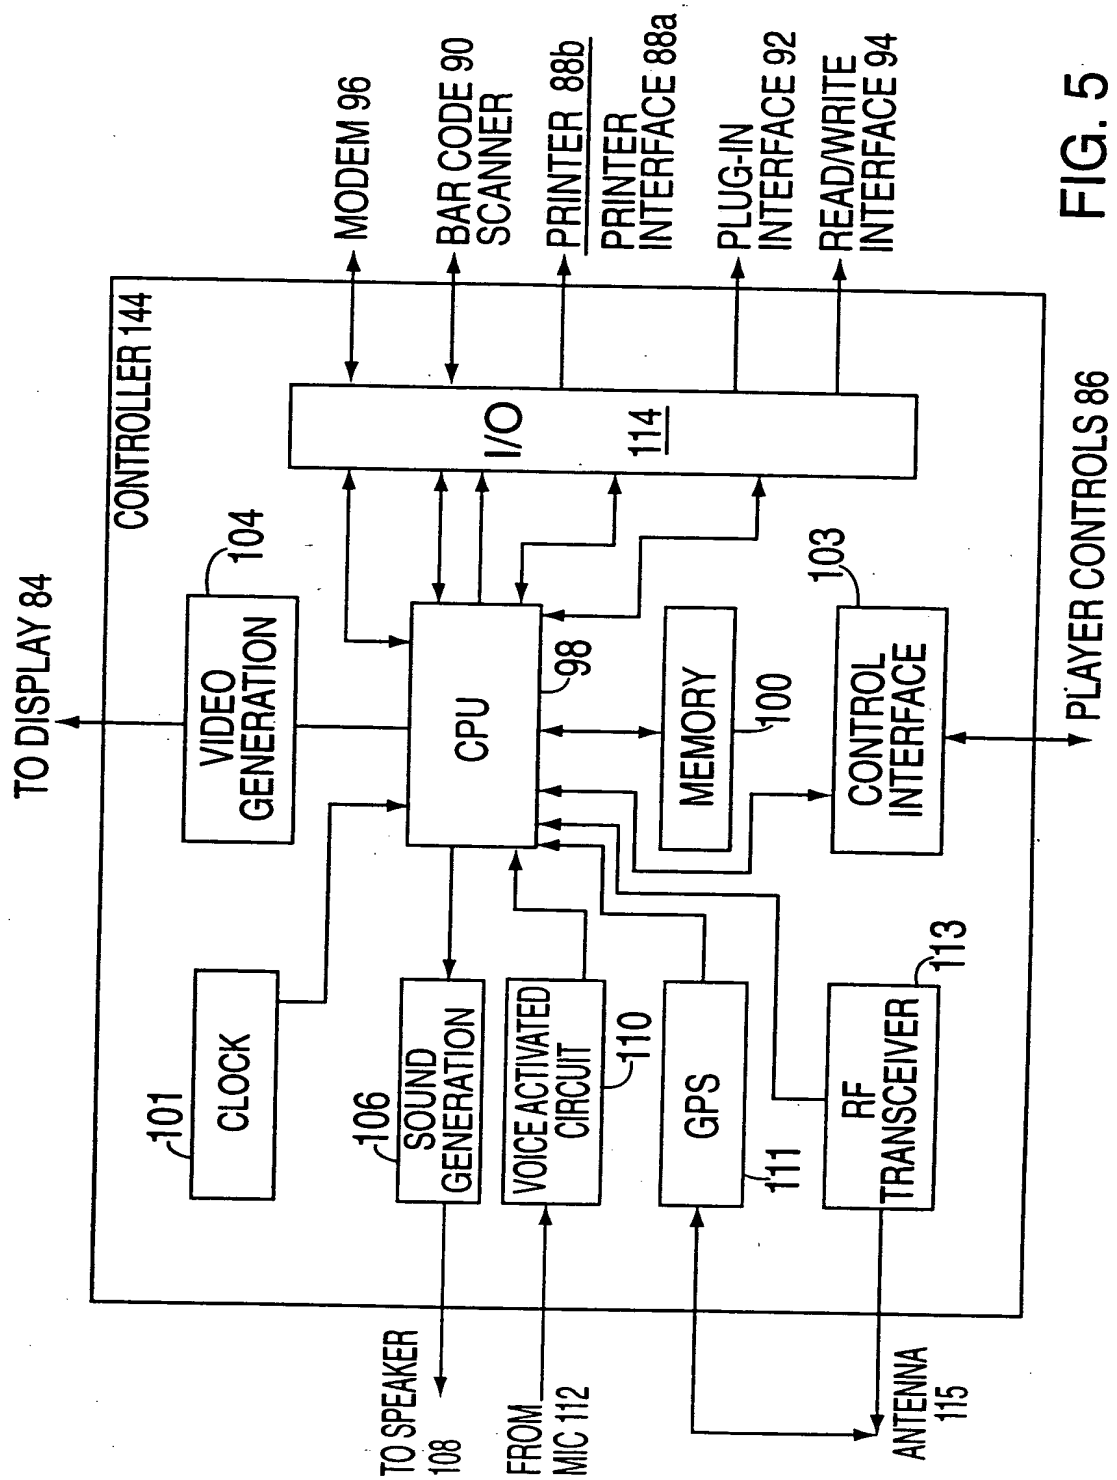 TO DISPLAY 84
CONTROLLER 144
101
CLOCK
VIDEO
GENERATION
104
MODEM 96
BAR CODE 90
SCANNER
PRINTER 88b
PRINTER
INTERFACE 88a
PLUG-IN
INTERFACE 92
READ/WRITE
INTERFACE 94
I/O
114
CPU
98
106
SOUND
GENERATION
TO SPEAKER
108
VOICE ACTIVATED
CIRCUIT
110
FROM
MIC 112
GPS
111
MEMORY
100
RF
TRANSCEIVER
113
ANTENNA
115
CONTROL
INTERFACE
103
PLAYER CONTROLS 86
FIG. 5